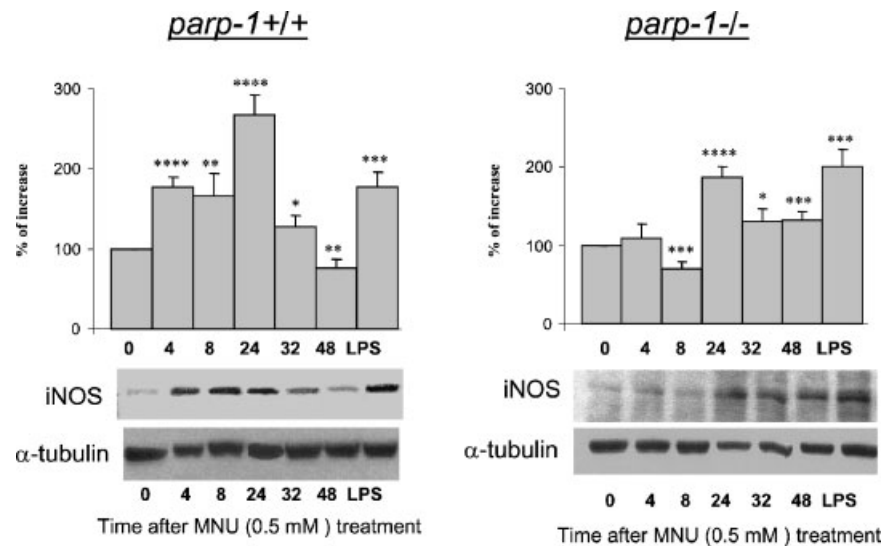 parp-1+/+
parp-1-/-
300
200
100
0
% of increase
****
**
****
*
**
***
0 4 8 24 32 48 LPS
iNOS
α-tubulin
0 4 8 24 32 48 LPS
Time after MNU (0.5 mM ) treatment
300
200
100
0
% of increase
***
****
*
***
***
0 4 8 24 32 48 LPS
iNOS
α-tubulin
0 4 8 24 32 48 LPS
Time after MNU (0.5 mM ) treatment